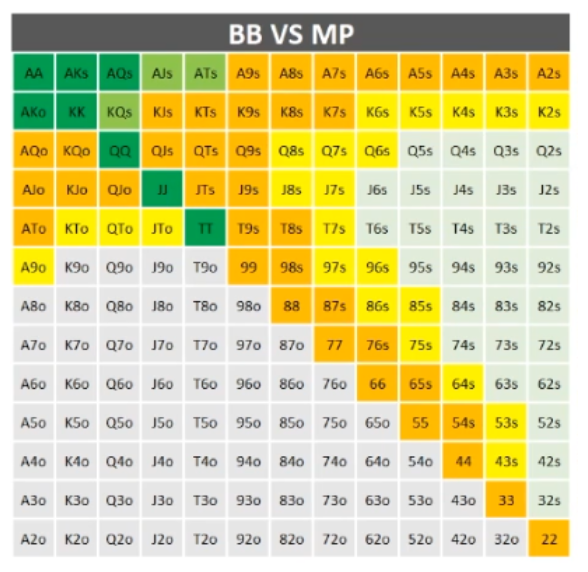 BB VS MP
AA AKs AQs AJs ATs A9s A8s A7s A6s A5s A4s A3s A2s
AKo KK KQs KJs KTs K9s K8s K7s K6s K5s K4s K3s K2s
AQo KQo QQ QJs QTs Q9s Q8s Q7s Q6s Q5s Q4s Q3s Q2s
AJo KJo QJo JJ JTs J9s J8s J7s J6s J5s J4s J3s J2s
ATo KTo QTo JTo TT T9s T8s T7s T6s T5s T4s T3s T2s
A9o K9o Q9o J9o T9o 99 98s 97s 96s 95s 94s 93s 92s
A8o K8o Q8o J8o T8o 98o 88 87s 86s 85s 84s 83s 82s
A7o K7o Q7o J7o T7o 97o 87o 77 76s 75s 74s 73s 72s
A6o K6o Q6o J6o T6o 96o 86o 76o 66 65s 64s 63s 62s
A5o K5o Q5o J5o T5o 95o 85o 75o 65o 55 54s 53s 52s
A4o K4o Q4o J4o T4o 94o 84o 74o 64o 54o 44 43s 42s
A3o K3o Q3o J3o T3o 93o 83o 73o 63o 53o 43o 33 32s
A2o K2o Q2o J2o T2o 92o 82o 72o 62o 52o 42o 32o 22